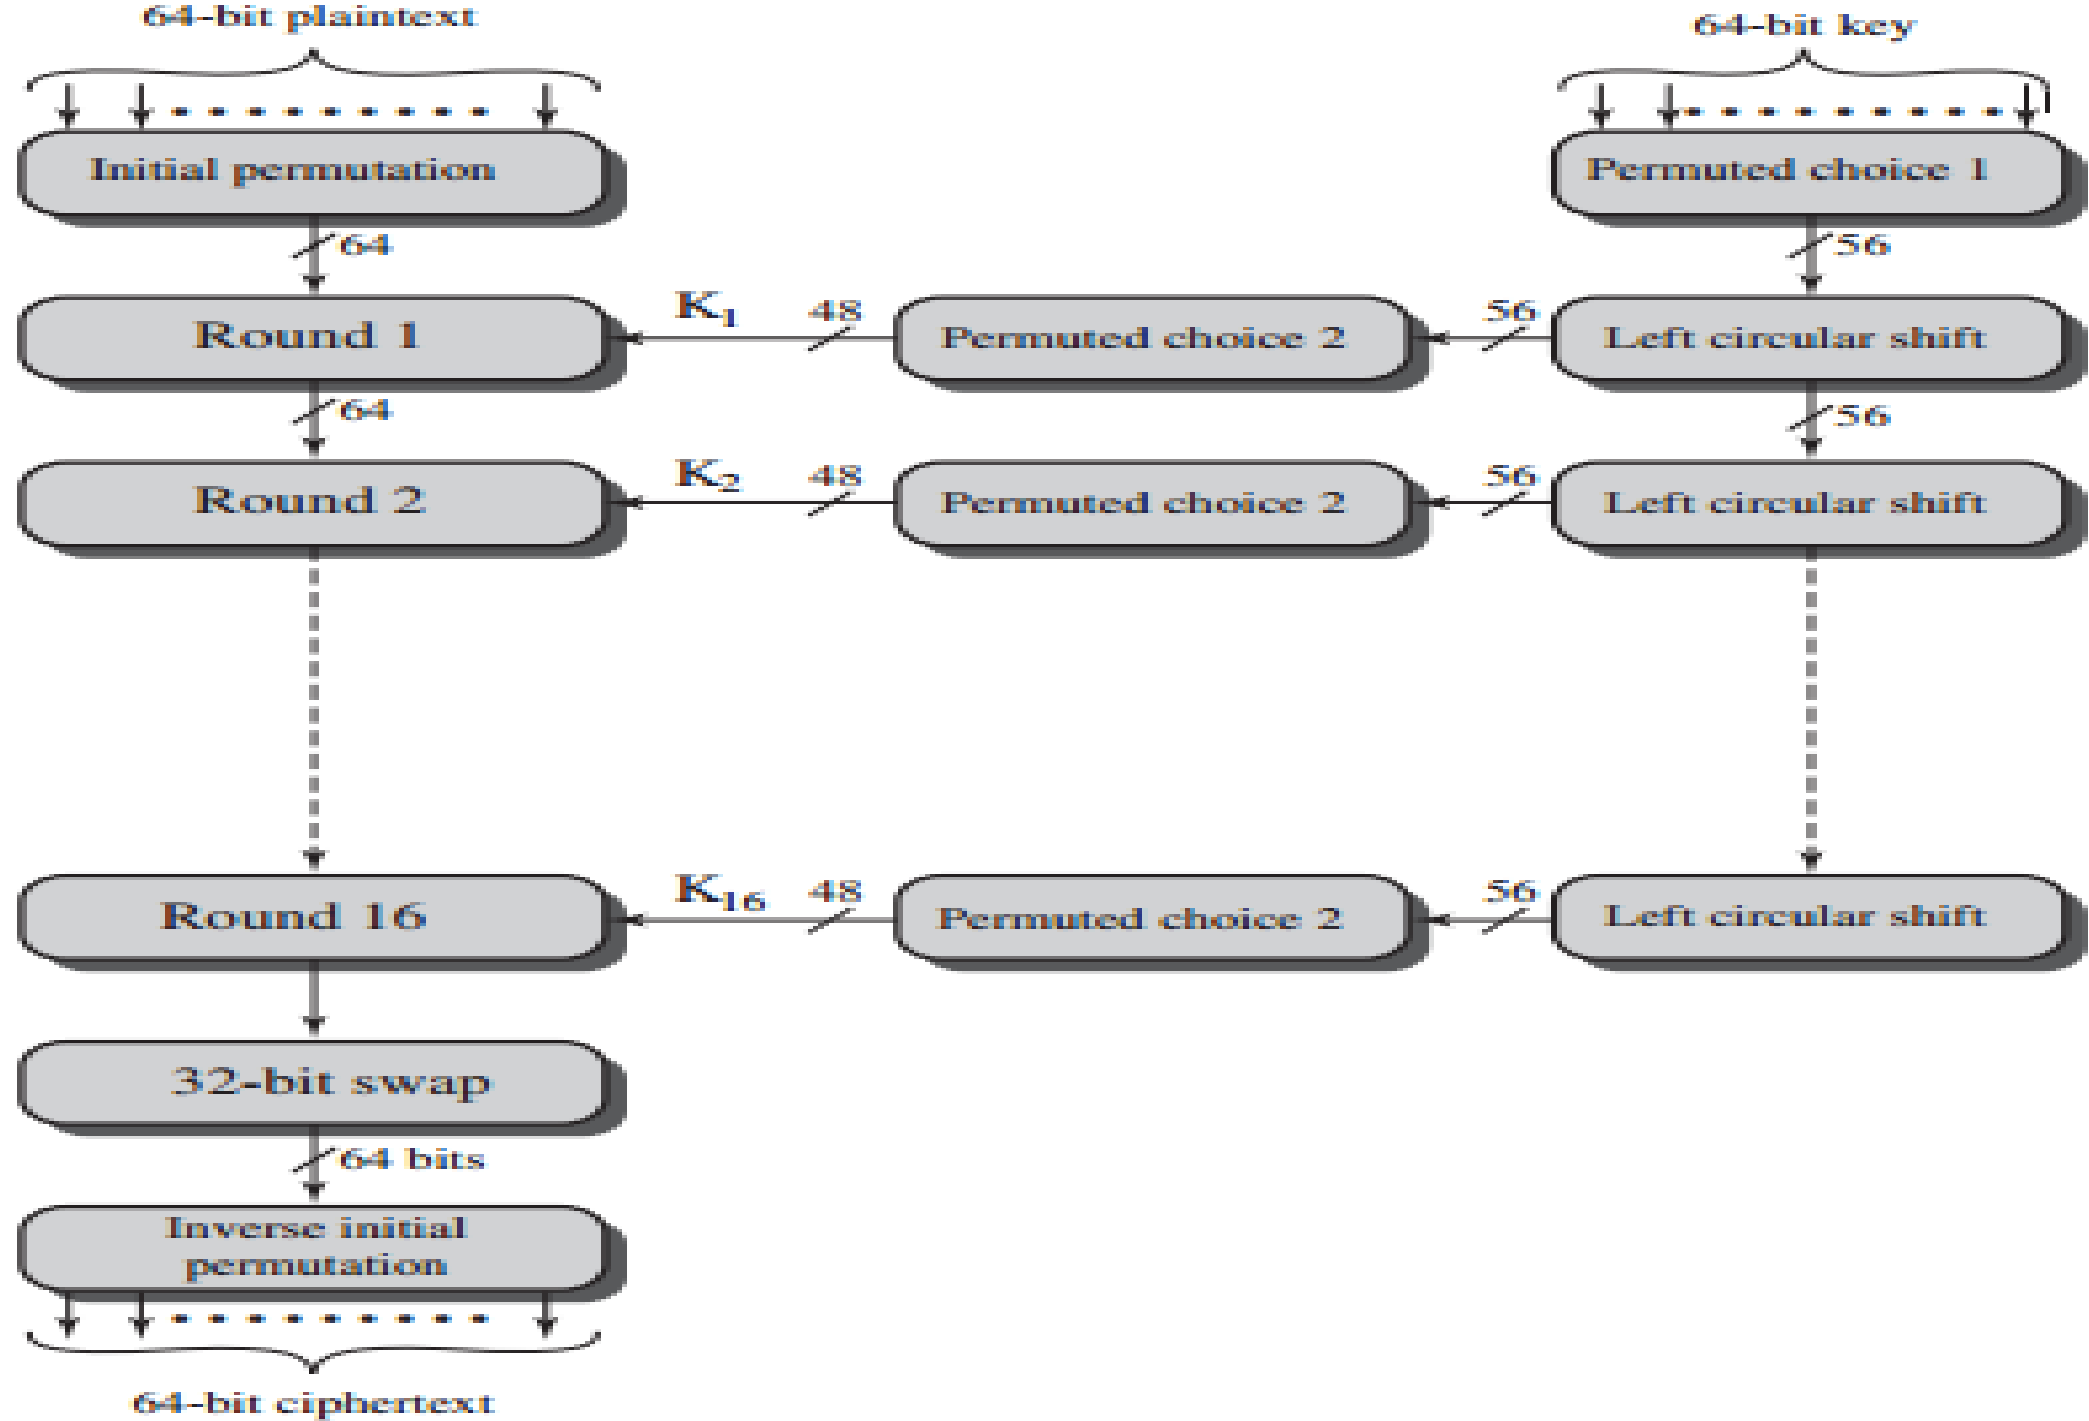 64-bit plaintext
64-bit key
Initial permutation
Permuted choice 1
64
56
Round 1
K1
48
Permuted choice 2
56
Left circular shift
64
56
Round 2
K2
48
Permuted choice 2
56
Left circular shift
Round 16
K16
48
Permuted choice 2
56
Left circular shift
32-bit swap
64 bits
Inverse initial
permutation
64-bit ciphertext